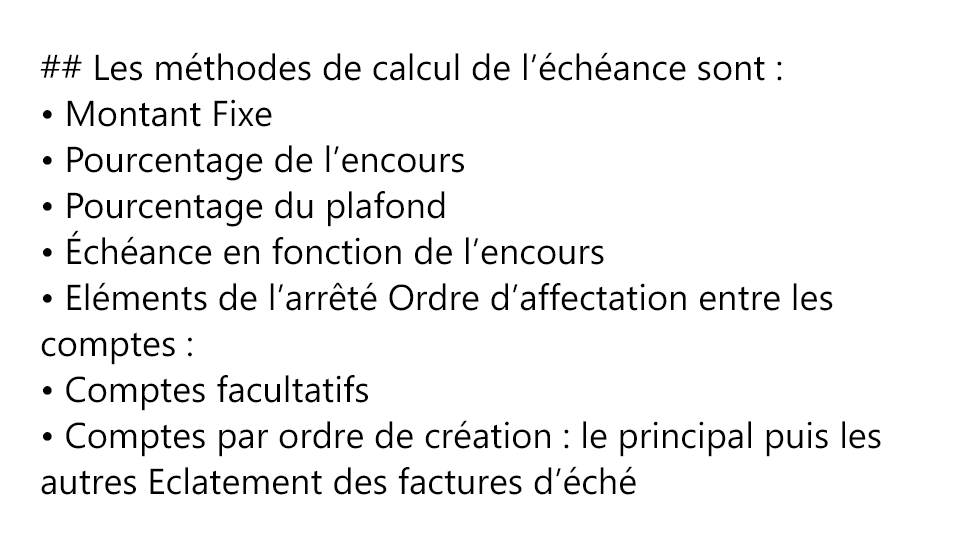 ## Les méthodes de calcul de l’échéance sont :
• Montant Fixe
• Pourcentage de l’encours
• Pourcentage du plafond
• Échéance en fonction de l’encours
• Eléments de l’arrêté Ordre d’affectation entre les
comptes :
• Comptes facultatifs
• Comptes par ordre de création : le principal puis les
autres Eclatement des factures d’éché